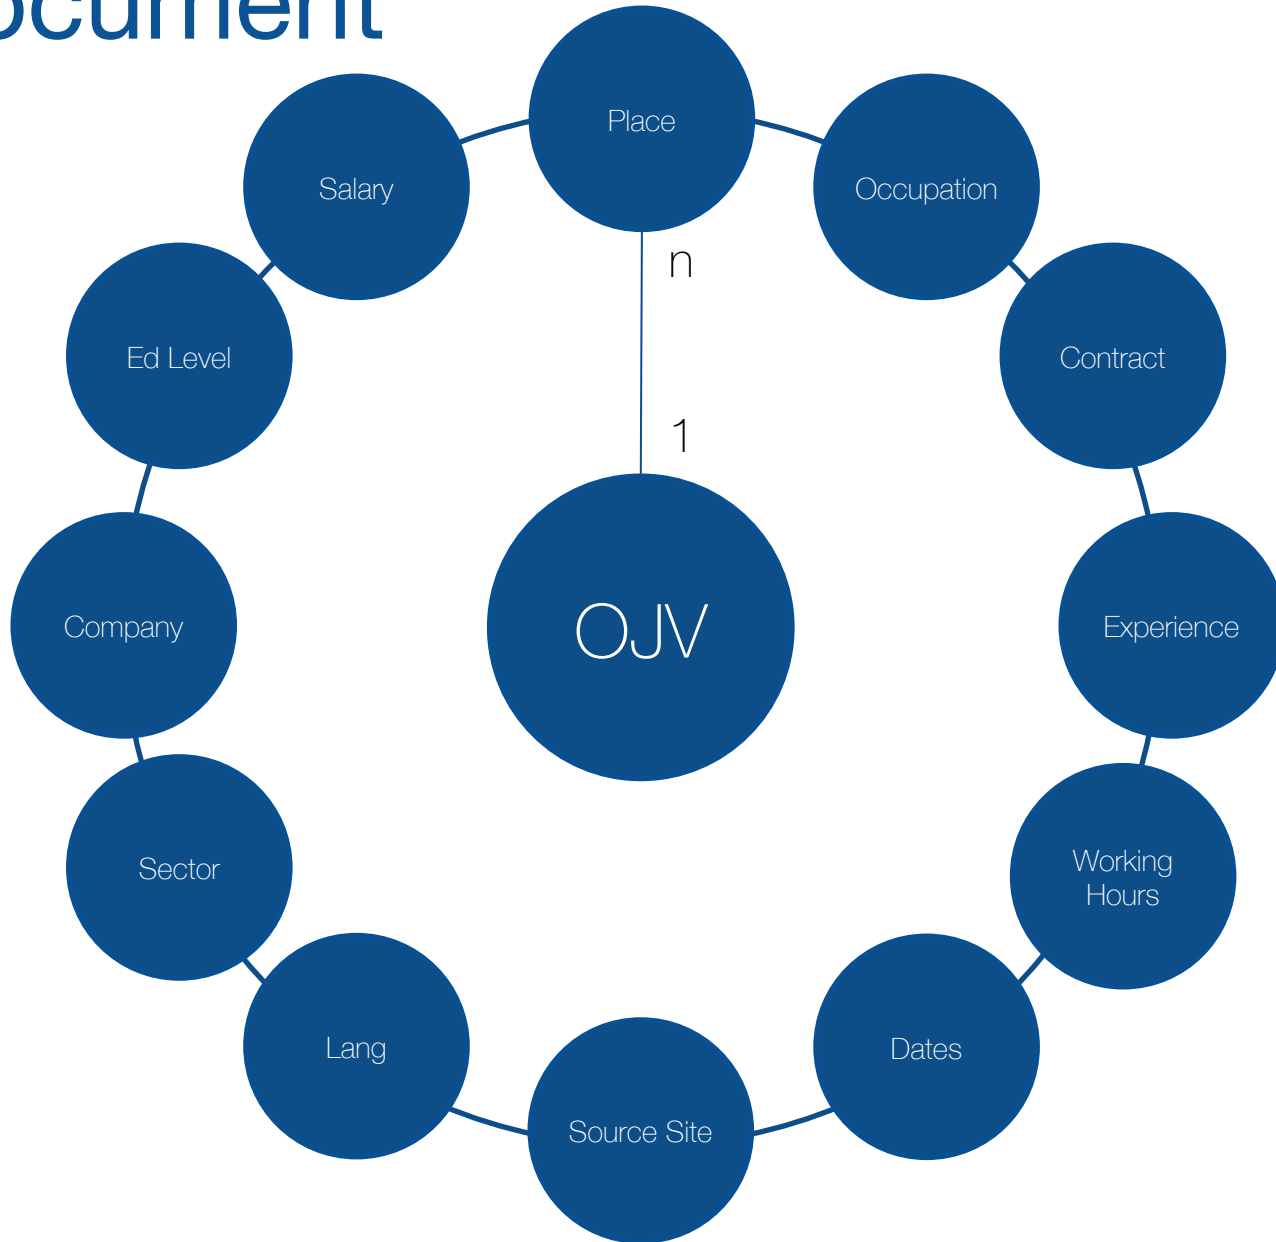 ocument
Place
Salary
Occupation
n
Ed Level
Contract
1
Company
OJV
Experience
Sector
Working
Hours
Lang
Dates
Source Site